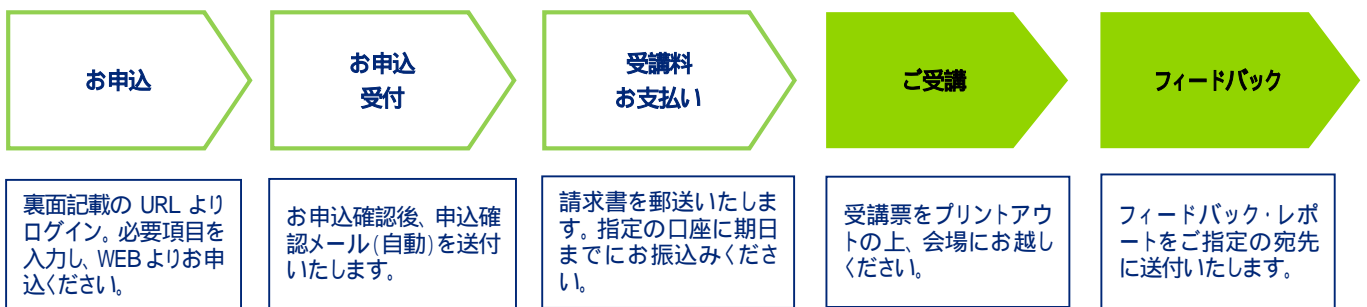 お申込
お申込
受付
受講料
お支払い
ご受講
フィードバック
裏面記載の URL より
ログイン。必要項目を
入力し、WEBよりお申
込ください。
お申込確認後、申込確
認メール(自動)を送付
いたします。
請求書を郵送いたしま
す。指定の口座に期日
までにお振込みくださ
い。
受講票をプリントアウ
トの上、会場にお越し
ください。
フィードバック・レポ
ートをご指定の宛先
に送付いたします。